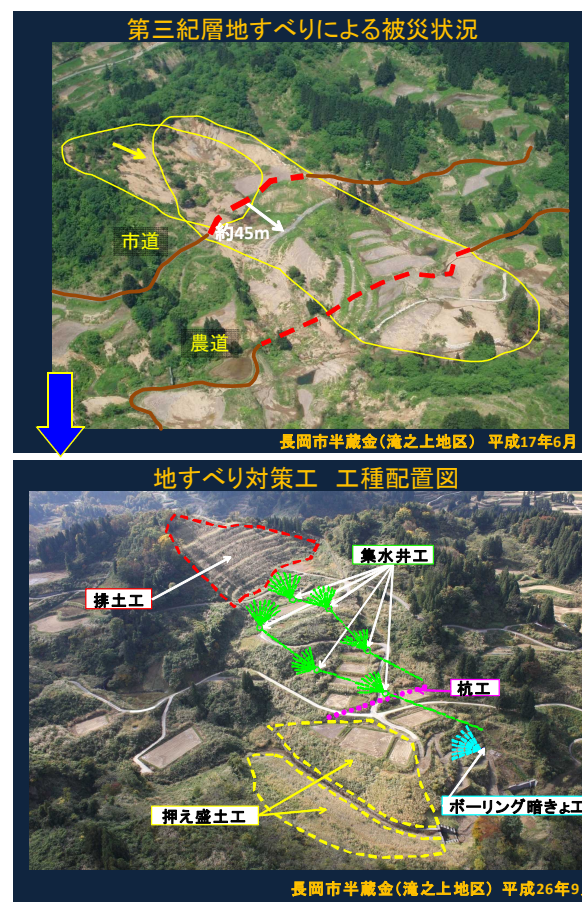 第三紀層地すべりによる被災状況
約45m
市道
農道
長岡市半蔵金(滝之上地区) 平成17年6月
地すべり対策工 工種配置図
集水井工
排土工
杭工
ボーリング暗きょ工
押え盛土工
長岡市半蔵金(滝之上地区) 平成26年9